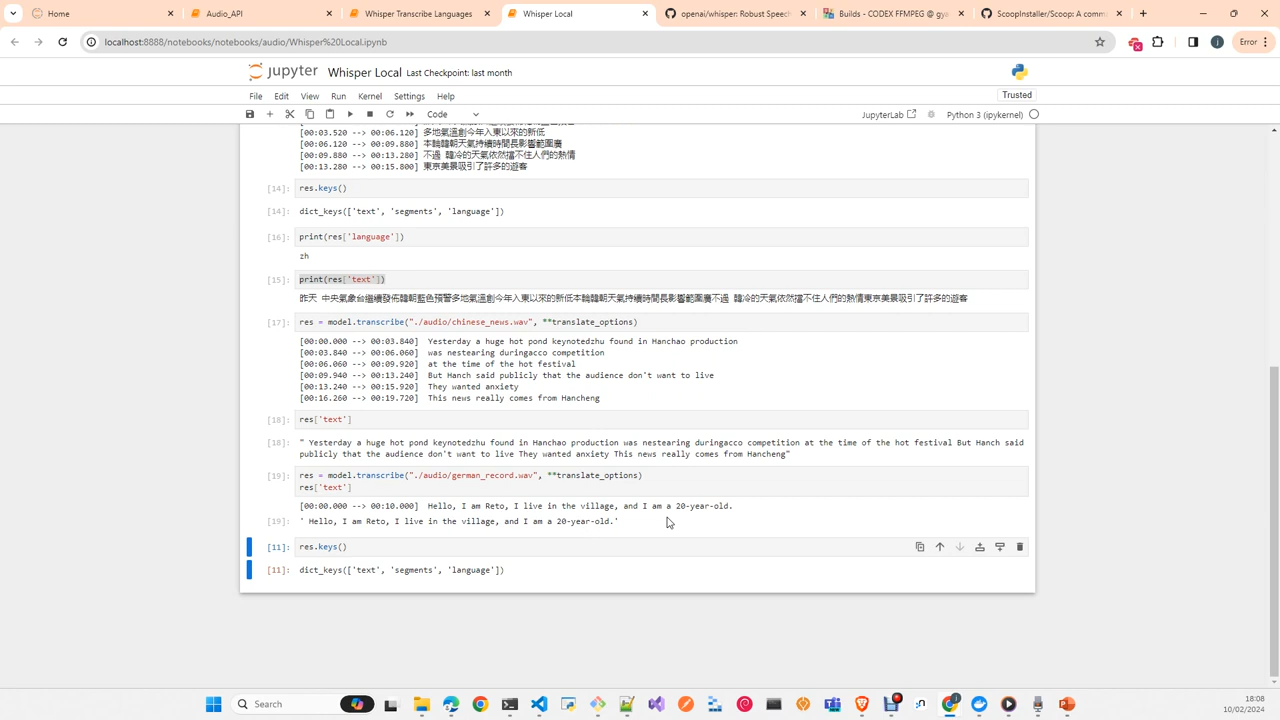 Home
Audio_API
Whisper Transcribe Languages
Whisper Local
openai/whisper: Robust Speech
Builds - CODEX FFMPEG @ gye
ScoopInstaller/Scoop: A comm
localhost:8888/notebooks/notebooks/audio/Whisper%20Local.ipynb
Error
jupyter Whisper Local Last Checkpoint: last month
File Edit View Run Kernel Settings Help
Trusted
Code
JupyterLab
Python 3 (ipykernel)
[00:03.520 --> 00:06.120] 多地氣溫創今年入東以來的新低
[00:06.120 --> 00:09.880] 本輪韓朝天氣持續時間長影響範圍廣
[00:09.880 --> 00:13.280] 不過 韓冷的天氣依然擋不住人們的熱情
[00:13.280 --> 00:15.800] 東京美景吸引了許多的遊客
[14]: res.keys()
[14]: dict_keys(['text', 'segments', 'language'])
[16]: print(res['language'])
zh
[15]: print(res['text'])
昨天 中央氣象台繼續發佈韓朝藍色預警多地氣溫創今年入東以來的新低本輪韓朝天氣持續時間長影響範圍廣不過 韓冷的天氣依然擋不住人們的熱情東京美景吸引了許多的遊客
[17]: res = model.transcribe("./audio/chinese_news.wav", **translate_options)
[00:00.000 --> 00:03.840] Yesterday a huge hot pond keynotedzhu found in Hanchao production
[00:03.840 --> 00:06.060] was nestearing duringacco competition
[00:06.060 --> 00:09.920] at the time of the hot festival
[00:09.940 --> 00:13.240] But Hanch said publicly that the audience don't want to live
[00:13.240 --> 00:15.920] They wanted anxiety
[00:16.260 --> 00:19.720] This news really comes from Hancheng
[18]: res['text']
[18]: " Yesterday a huge hot pond keynotedzhu found in Hanchao production was nestearing duringacco competition at the time of the hot festival But Hanch said
publicly that the audience don't want to live They wanted anxiety This news really comes from Hancheng"
[19]: res = model.transcribe("./audio/german_record.wav", **translate_options)
res['text']
[00:00.000 --> 00:10.000] Hello, I am Reto, I live in the village, and I am a 20-year-old.
[19]: ' Hello, I am Reto, I live in the village, and I am a 20-year-old.'
[11]: res.keys()
[11]: dict_keys(['text', 'segments', 'language'])
Search
18:08
10/02/2024